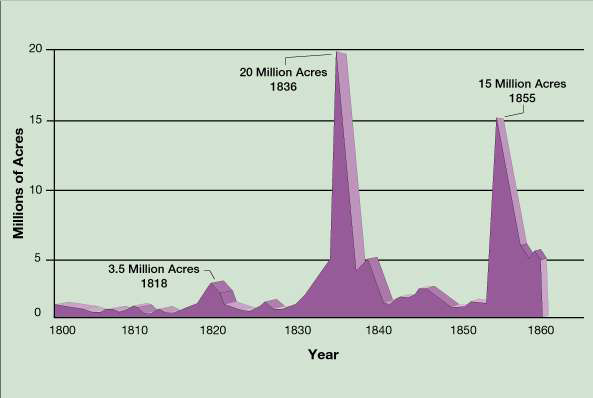 20
20 Million Acres
1836
15 Million Acres
1855
15
Millions of Acres
10
5
3.5 Million Acres
1818
0
1800 1810 1820 1830 1840 1850 1860
Year